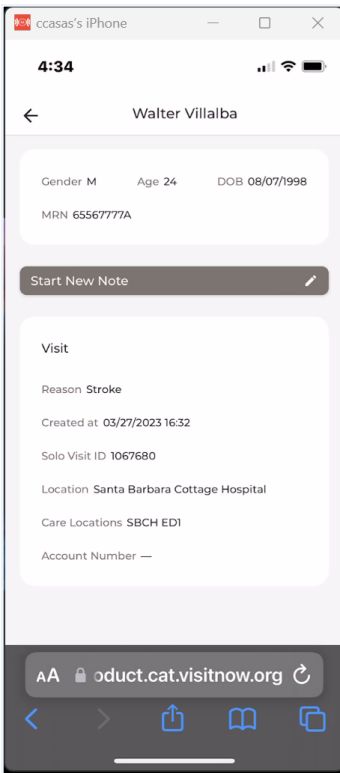 ccasas's iPhone
4:34
Walter Villalba
Gender M Age 24 DOB 08/07/1998
MRN 65567777A
Start New Note
Visit
Reason Stroke
Created at 03/27/2023 16:32
Solo Visit ID 1067680
Location Santa Barbara Cottage Hospital
Care Locations SBCH ED1
Account Number —
AA oduct.cat.visitnow.org